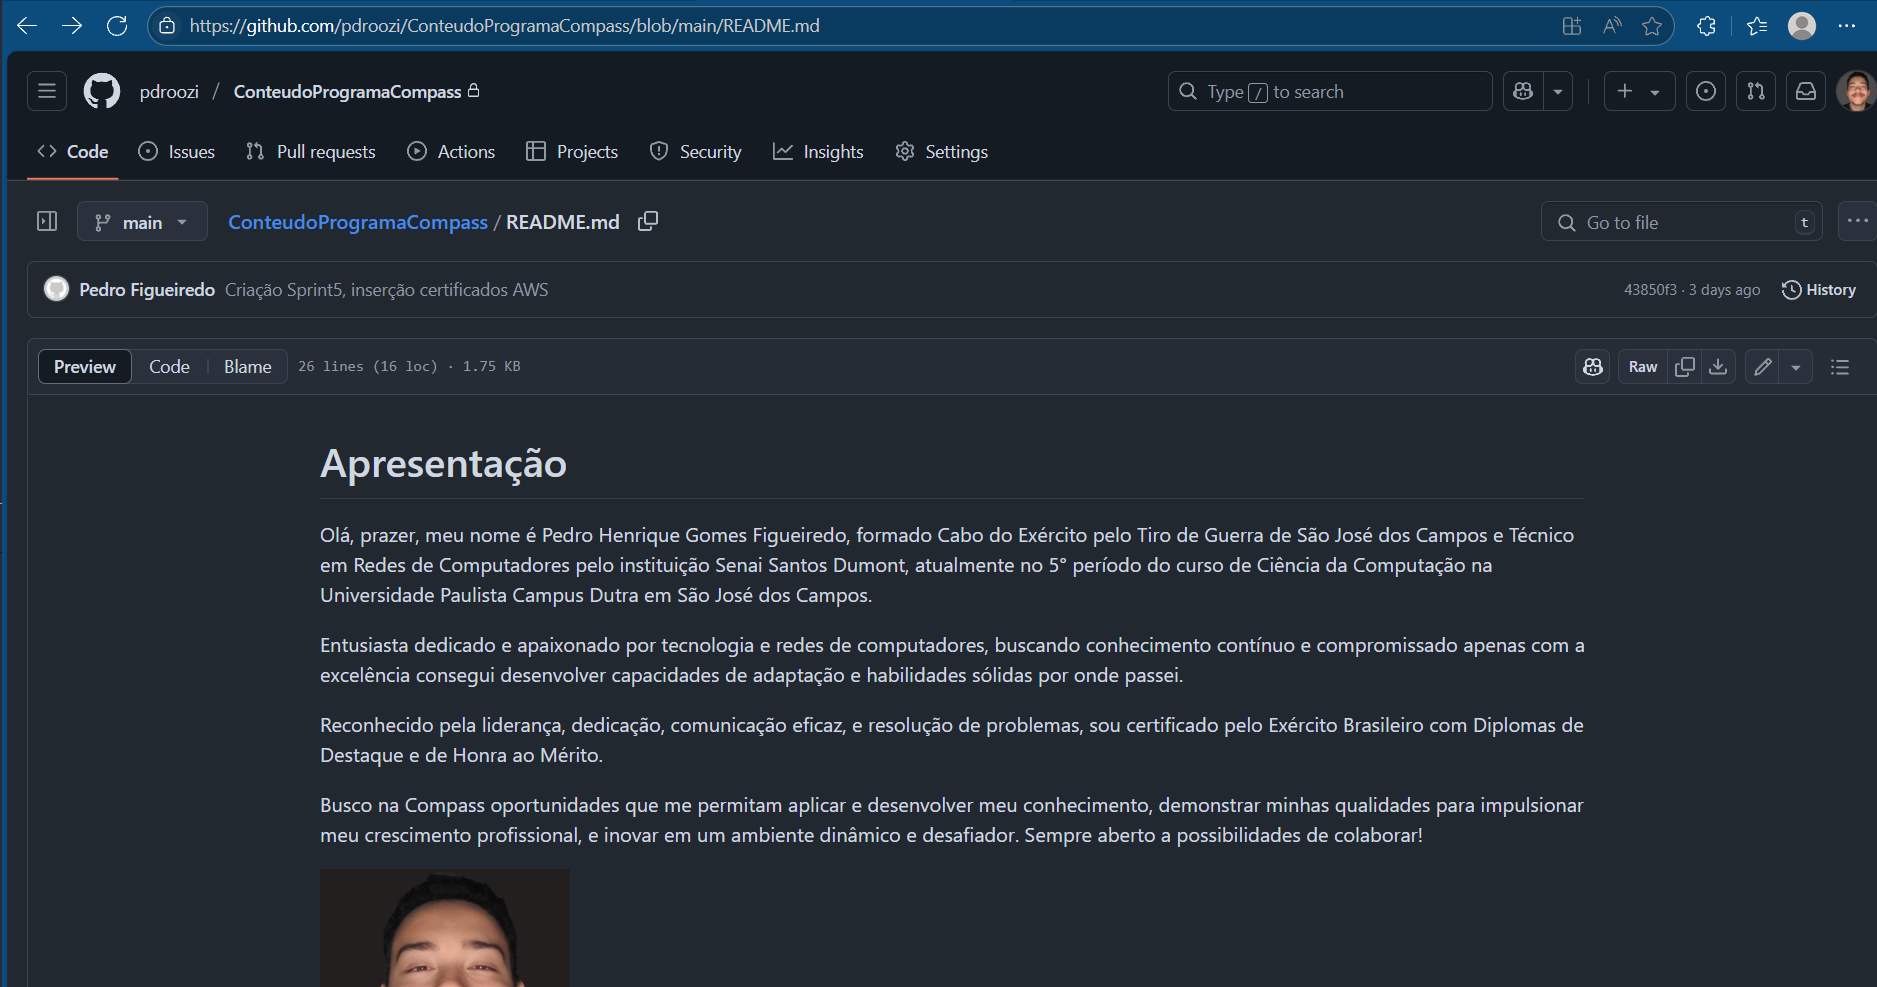 https://github.com/pdroozi/ConteudoProgramaCompass/blob/main/README.md
pdroozi / ConteudoProgramaCompass
Type / to search
Code Issues Pull requests Actions Projects Security Insights Settings
main ConteudoProgramaCompass / README.md
Go to file t
Pedro Figueiredo Criação Sprint5, inserção certificados AWS
43850f3 · 3 days ago History
Preview Code Blame 26 lines (16 loc) · 1.75 KB
Raw
Apresentação
Olá, prazer, meu nome é Pedro Henrique Gomes Figueiredo, formado Cabo do Exército pelo Tiro de Guerra de São José dos Campos e Técnico
em Redes de Computadores pelo instituição Senai Santos Dumont, atualmente no 5° período do curso de Ciência da Computação na
Universidade Paulista Campus Dutra em São José dos Campos.
Entusiasta dedicado e apaixonado por tecnologia e redes de computadores, buscando conhecimento contínuo e compromissado apenas com a
excelência consegui desenvolver capacidades de adaptação e habilidades sólidas por onde passei.
Reconhecido pela liderança, dedicação, comunicação eficaz, e resolução de problemas, sou certificado pelo Exército Brasileiro com Diplomas de
Destaque e de Honra ao Mérito.
Busco na Compass oportunidades que me permitam aplicar e desenvolver meu conhecimento, demonstrar minhas qualidades para impulsionar
meu crescimento profissional, e inovar em um ambiente dinâmico e desafiador. Sempre aberto a possibilidades de colaborar!